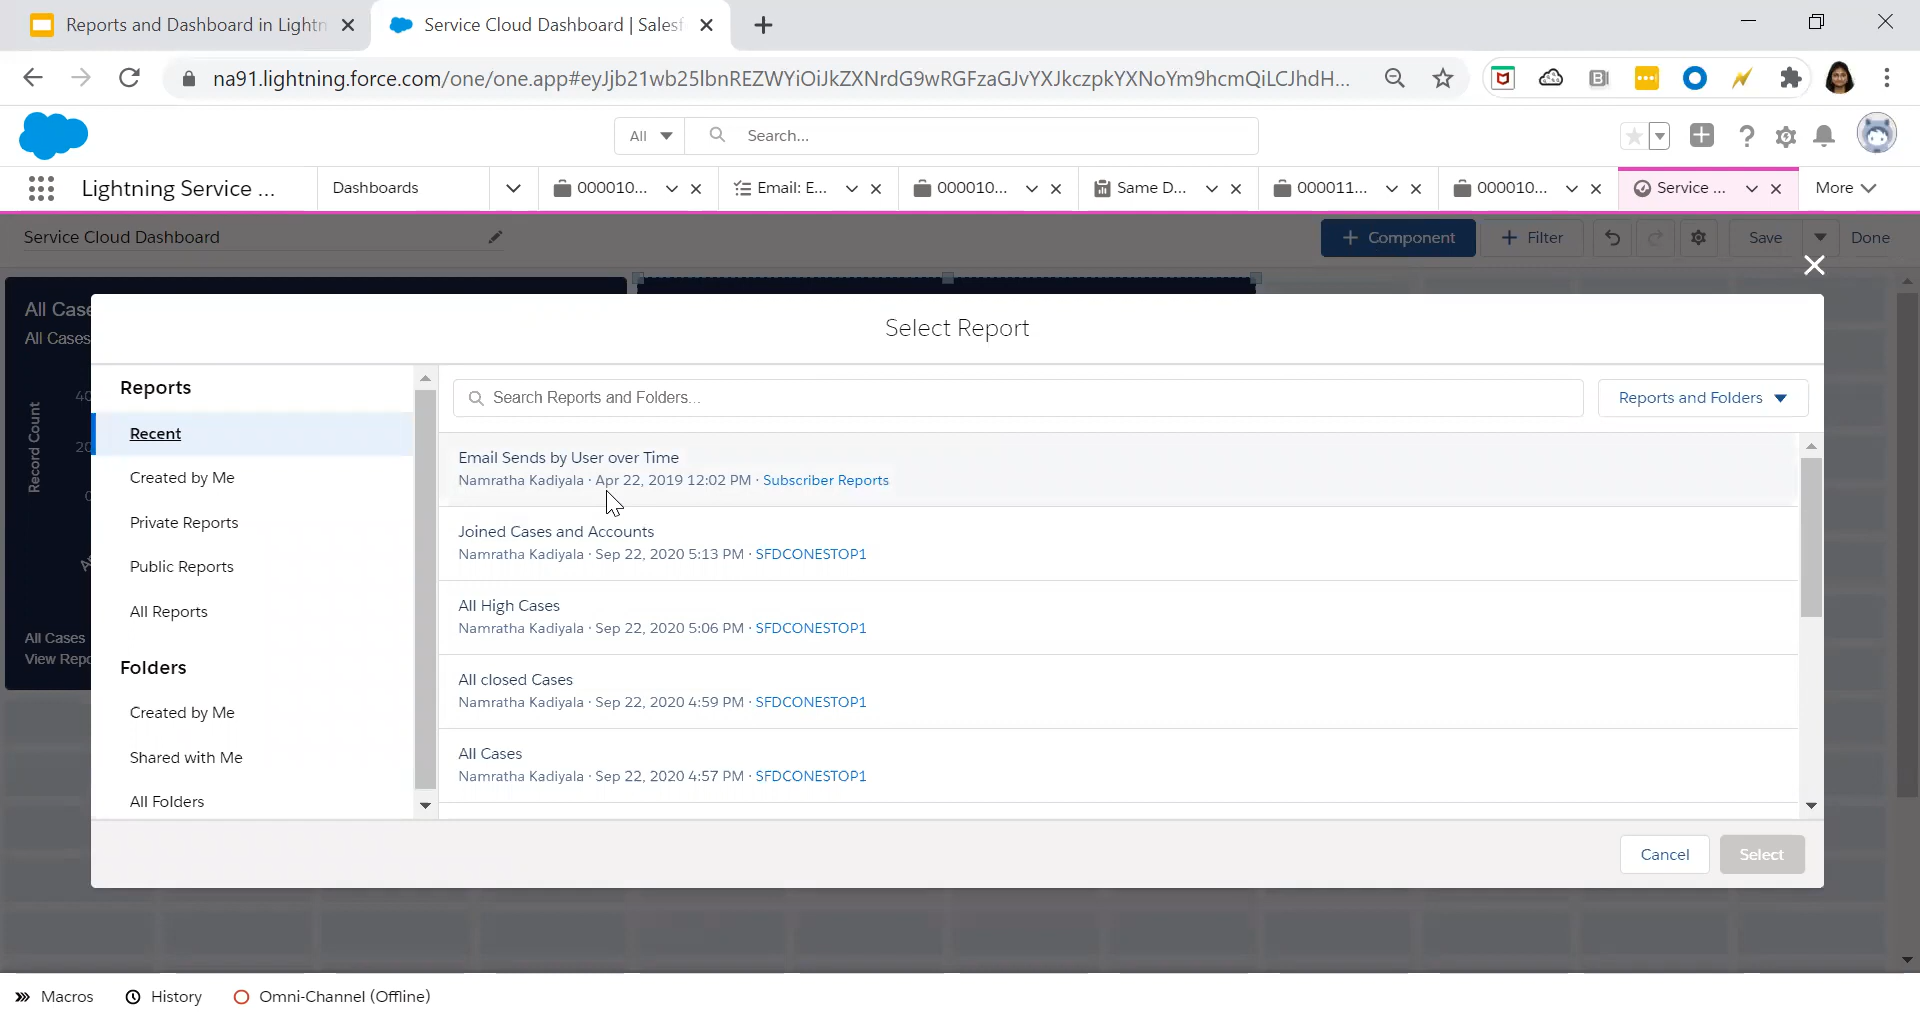 Reports and Dashboard in Lightn
Service Cloud Dashboard | Salesf
na91.lightning.force.com/one/one.app#eyJjb21wb25lbnREZWYiOiJkZXNrdG9wRGFzaGJvYXJkczpkYXNoYm9hcmQiLCJhdH...
All
Search...
Lightning Service ...
Dashboards
000010...
Email: E...
000010...
Same D...
000011...
000010...
Service ...
More
Service Cloud Dashboard
+ Component
+ Filter
Save
Done
All Case
All Cases
Record Count
40
20
0
All Cases
View Repo
Select Report
Reports
Recent
Created by Me
Private Reports
Public Reports
All Reports
Folders
Created by Me
Shared with Me
All Folders
Search Reports and Folders...
Reports and Folders
Email Sends by User over Time
Namratha Kadiyala · Apr 22, 2019 12:02 PM · Subscriber Reports
Joined Cases and Accounts
Namratha Kadiyala · Sep 22, 2020 5:13 PM · SFDCONESTOP1
All High Cases
Namratha Kadiyala · Sep 22, 2020 5:06 PM · SFDCONESTOP1
All closed Cases
Namratha Kadiyala · Sep 22, 2020 4:59 PM · SFDCONESTOP1
All Cases
Namratha Kadiyala · Sep 22, 2020 4:57 PM · SFDCONESTOP1
Cancel
Select
Macros
History
Omni-Channel (Offline)